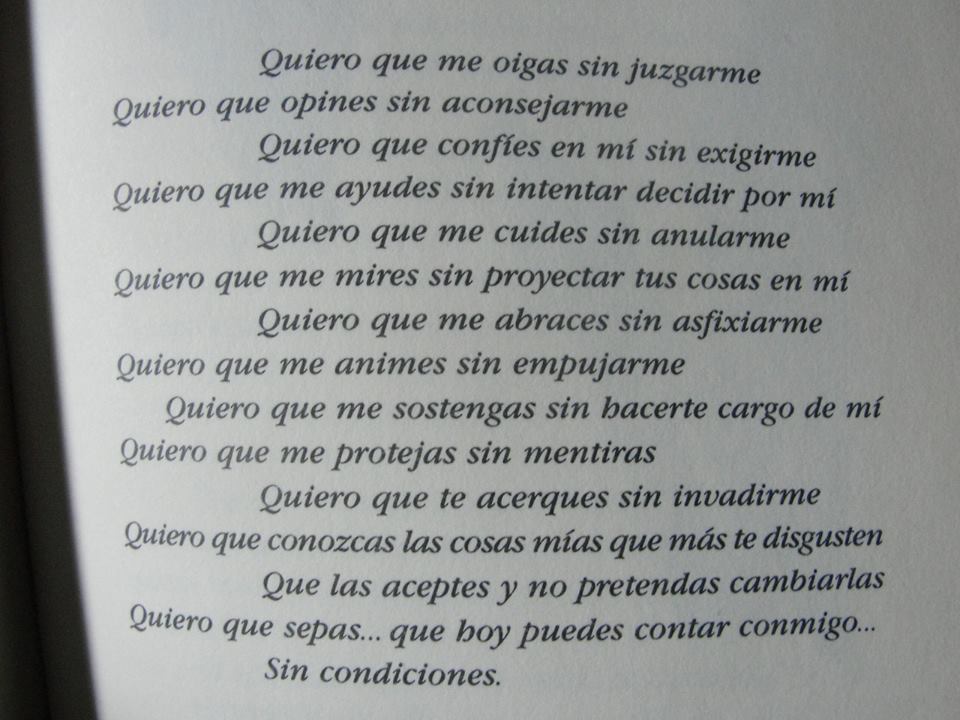 Quiero que me oigas sin juzgarme
Quiero que opines sin aconsejarme
Quiero que confíes en mí sin exigirme
Quiero que me ayudes sin intentar decidir por mí
Quiero que me cuides sin anularme
Quiero que me mires sin proyectar tus cosas en mí
Quiero que me abraces sin asfixiarme
Quiero que me animes sin empujarme
Quiero que me sostengas sin hacerte cargo de mí
Quiero que me protejas sin mentiras
Quiero que te acerques sin invadirme
Quiero que conozcas las cosas mías que más te disgusten
Que las aceptes y no pretendas cambiarlas
Quiero que sepas... que hoy puedes contar conmigo...
Sin condiciones.